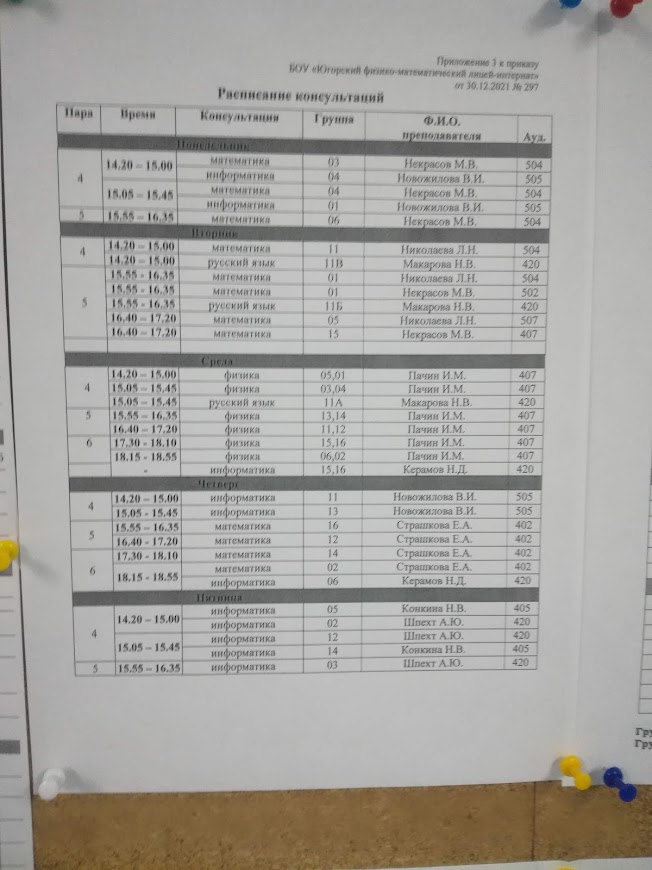 Приложение 3 к приказу
БОУ «Югорский физико-математический лицей-интернат»
от 30.12.2021 № 297
Расписание консультаций
Пара Время Консультация Группа Ф.И.О. преподавателя Ауд.
Понедельник
4 14.20 – 15.00 математика 03 Некрасов М.В. 504
информатика 04 Новожилова В.И. 505
15.05 – 15.45 математика 04 Некрасов М.В. 504
информатика 01 Новожилова В.И. 505
5 15.55 – 16.35 математика 06 Некрасов М.В. 504
Вторник
4 14.20 – 15.00 математика 11 Николаева Л.Н. 504
14.20 – 15.00 русский язык 11В Макарова Н.В. 420
5 15.55 - 16.35 математика 01 Николаева Л.Н. 504
15.55 - 16.35 математика 01 Некрасов М.В. 502
15.55 - 16.35 русский язык 11Б Макарова Н.В. 420
16.40 – 17.20 математика 05 Николаева Л.Н. 507
16.40 – 17.20 математика 15 Некрасов М.В. 407
Среда
4 14.20 – 15.00 физика 05,01 Пачин И.М. 407
15.05 – 15.45 физика 03,04 Пачин И.М. 407
15.05 – 15.45 русский язык 11А Макарова Н.В. 420
5 15.55 – 16.35 физика 13,14 Пачин И.М. 407
16.40 – 17.20 физика 11,12 Пачин И.М. 407
6 17.30 - 18.10 физика 15,16 Пачин И.М. 407
18.15 - 18.55 физика 06,02 Пачин И.М. 407
- информатика 15,16 Керамов Н.Д. 420
Четверг
4 14.20 – 15.00 информатика 11 Новожилова В.И. 505
15.05 - 15.45 информатика 13 Новожилова В.И. 505
5 15.55 – 16.35 математика 16 Страшкова Е.А. 402
16.40 - 17.20 математика 12 Страшкова Е.А. 402
6 17.30 - 18.10 математика 14 Страшкова Е.А. 402
18.15 - 18.55 математика 02 Страшкова Е.А. 402
информатика 06 Керамов Н.Д. 420
Пятница
4 14.20 – 15.00 информатика 05 Конкина Н.В. 405
информатика 02 Шпехт А.Ю. 420
15.05 – 15.45 информатика 12 Шпехт А.Ю. 420
информатика 14 Конкина Н.В. 405
5 15.55 – 16.35 информатика 03 Шпехт А.Ю. 420